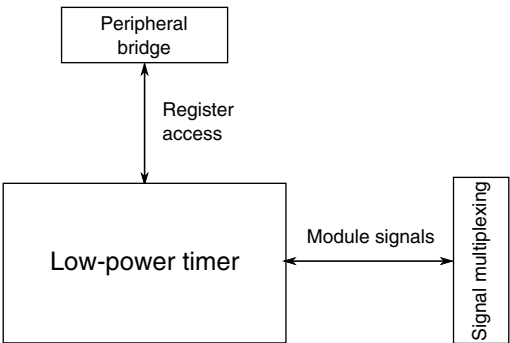 Peripheral
bridge
Register
access
Low-power timer
Module signals
Signal multiplexing